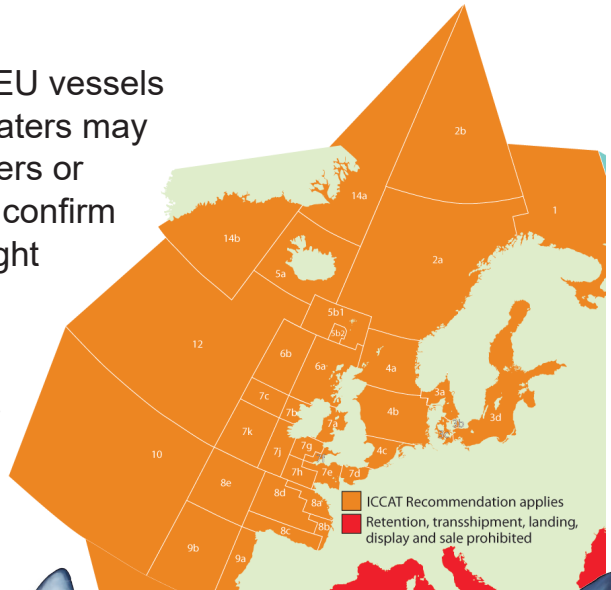 EU vessels
aters may
ers or
confirm
ght
2b
1
14a
14b
2a
5a
5b1
5b2
12
6b
6a
4a
3a
7c
7b
7a
4b
3d
10
7k
7j
7g
4c
7h
7e
7d
8e
8d
8a
8b
8c
9b
9a
ICCAT Recommendation applies
Retention, transshipment, landing,
display and sale prohibited